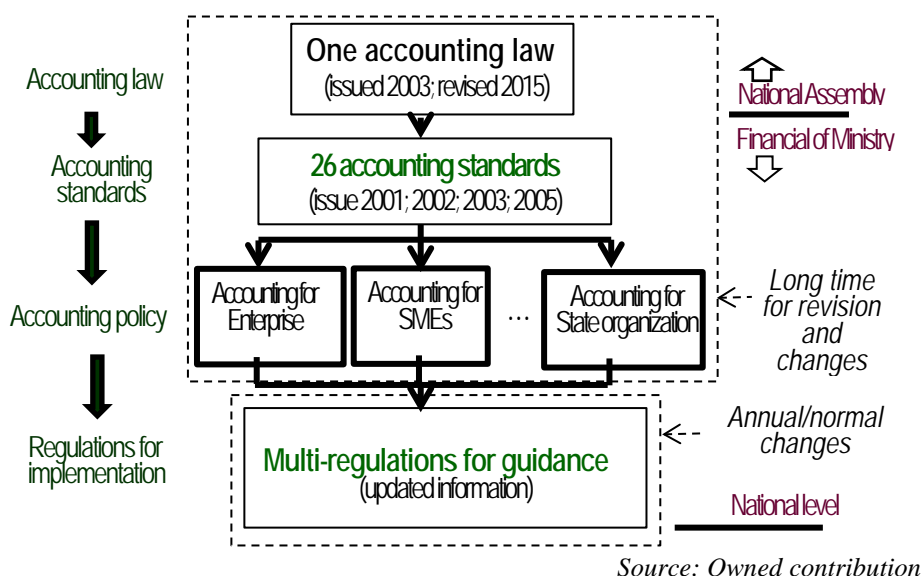 One accounting law
(issued 2003; revised 2015)
Accounting law
National Assembly
Financial of Ministry
26 accounting standards
(issue 2001; 2002; 2003; 2005)
Accounting
standards
Accounting for
Enterprise
Accounting for
SMEs
...
Accounting for
State organization
Long time
for revision
and
changes
Accounting policy
Annual/normal
changes
Regulations for
implementation
Multi-regulations for guidance
(updated information)
National level
Source: Owned contribution